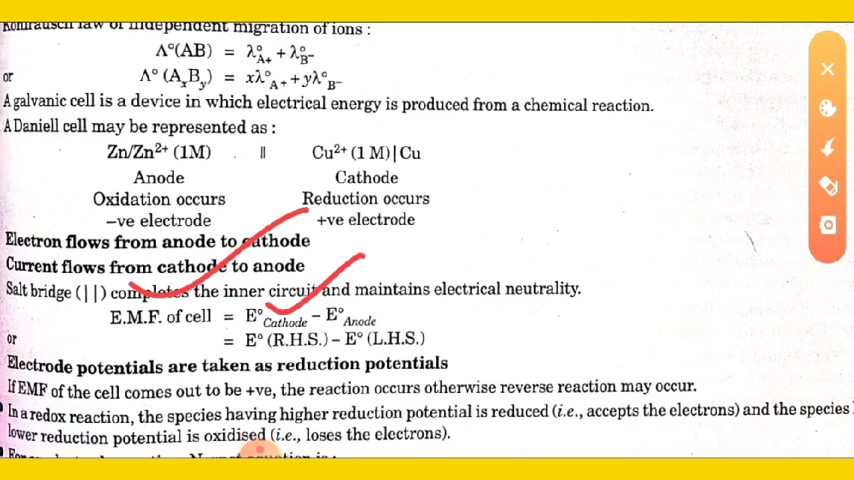 Kohlrausch law of independent migration of ions :
Λ°(AB) = λ°A+ + λ°B−
or Λ° (AxBy) = xλ°A+ + yλ°B−
A galvanic cell is a device in which electrical energy is produced from a chemical reaction.
A Daniell cell may be represented as :
Zn/Zn²⁺ (1M) || Cu²⁺ (1 M)|Cu
Anode Cathode
Oxidation occurs Reduction occurs
−ve electrode +ve electrode
Electron flows from anode to cathode
Current flows from cathode to anode
Salt bridge (||) completes the inner circuit and maintains electrical neutrality.
E.M.F. of cell = E°Cathode − E°Anode
or = E° (R.H.S.) − E° (L.H.S.)
Electrode potentials are taken as reduction potentials
If EMF of the cell comes out to be +ve, the reaction occurs otherwise reverse reaction may occur.
In a redox reaction, the species having higher reduction potential is reduced (i.e., accepts the electrons) and the species
lower reduction potential is oxidised (i.e., loses the electrons).